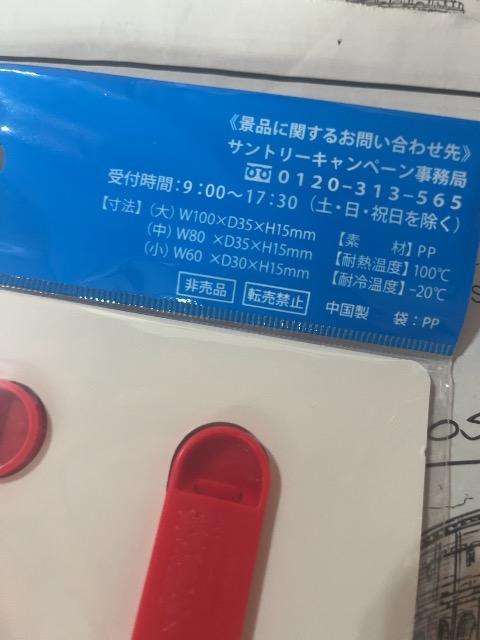 《景品に関するお問い合わせ先》
サントリーキャンペーン事務局
0120-313-565
受付時間:9:00〜17:30（土・日・祝日を除く）
【寸法】（大）W100×D35×H15mm
（中）W80 ×D35×H15mm
（小）W60 ×D30×H15mm
【素　材】PP
【耐熱温度】100℃
【耐冷温度】-20℃
非売品 転売禁止 中国製 袋：PP